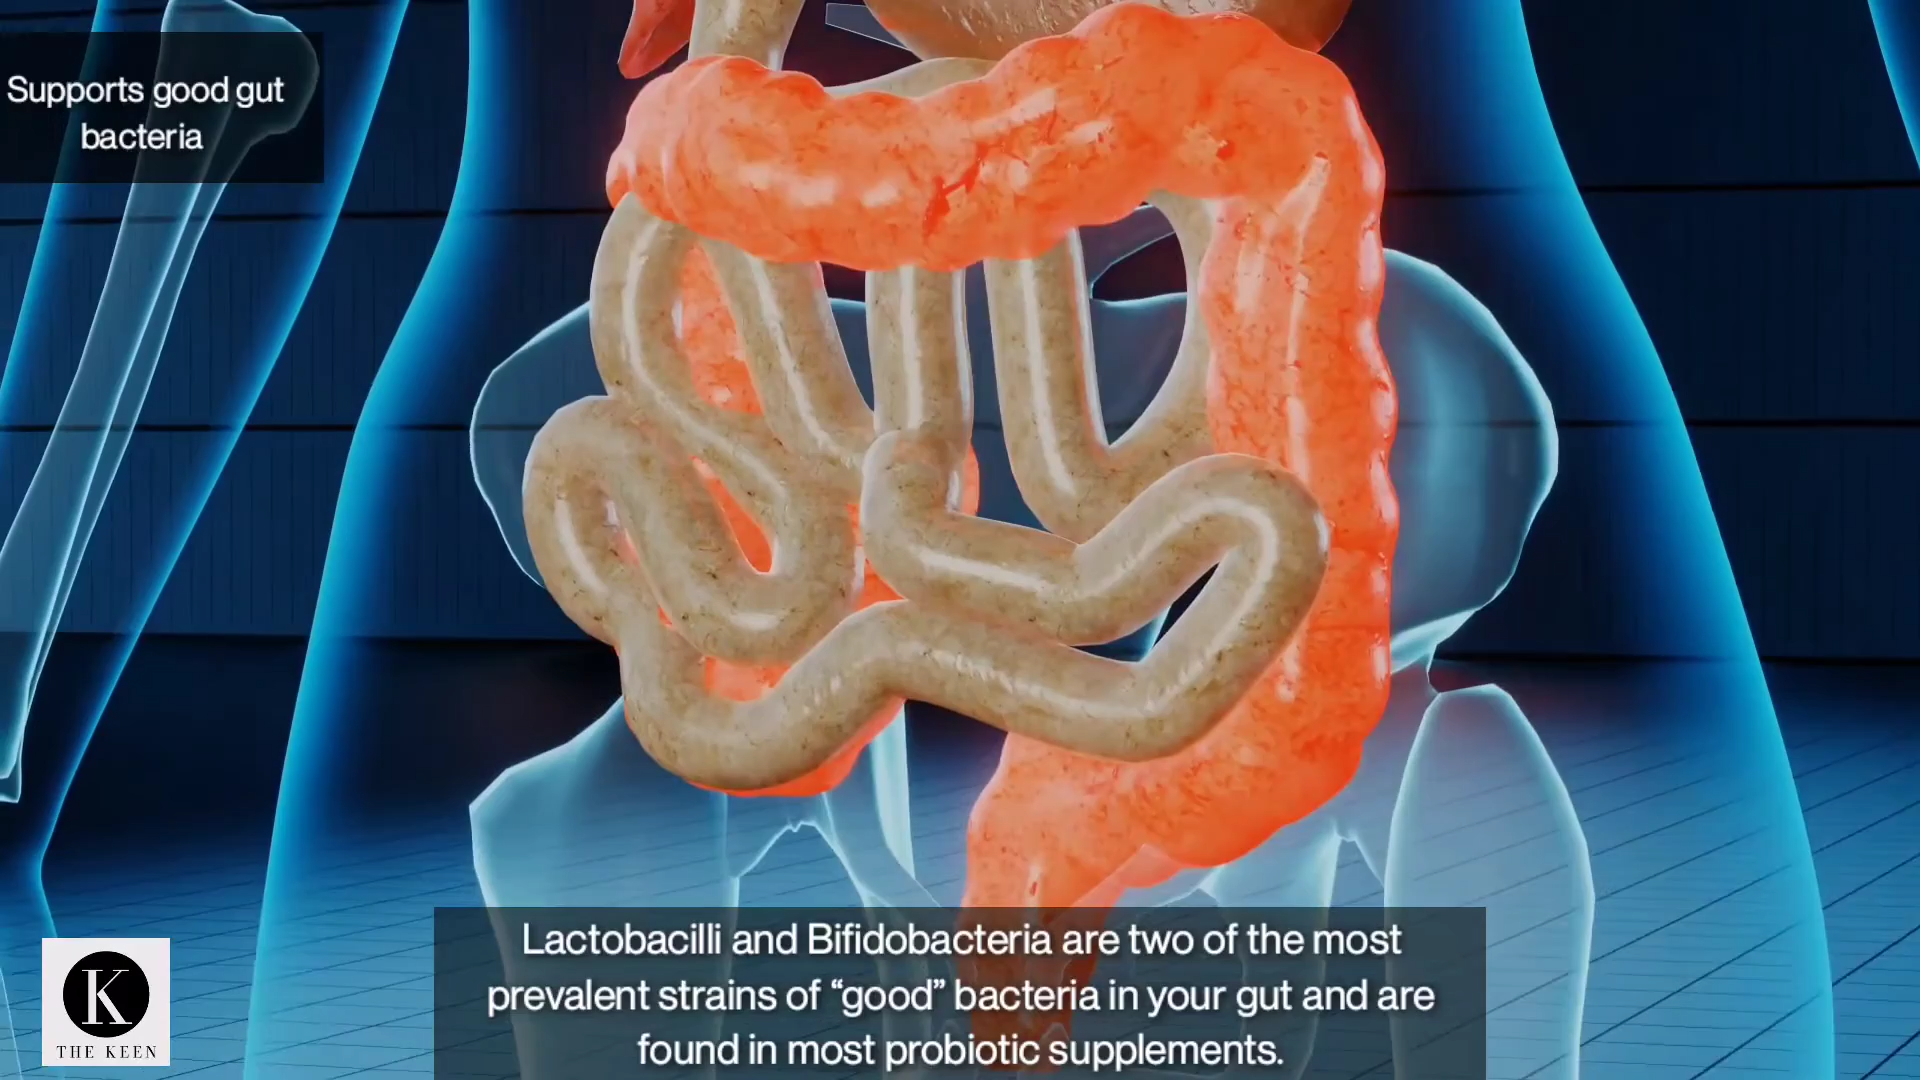 Supports good gut
bacteria
Lactobacilli and Bifidobacteria are two of the most
prevalent strains of “good” bacteria in your gut and are
found in most probiotic supplements.
K
THE KEEN